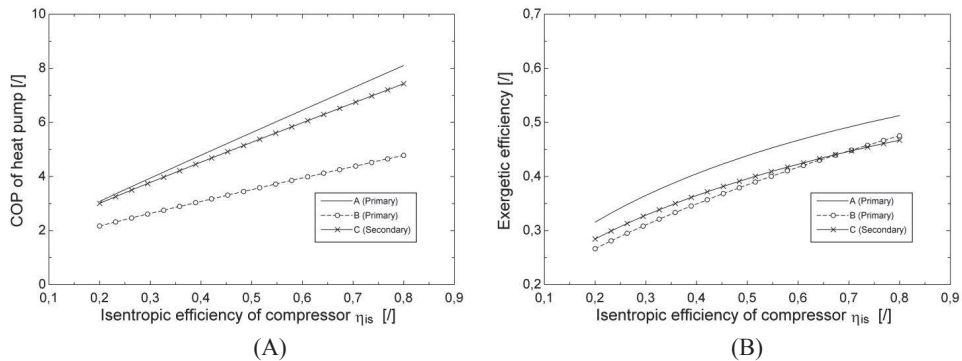 COP of heat pump [/]
10
8
6
4
2
0
0,1 0,2 0,3 0,4 0,5 0,6 0,7 0,8 0,9
Isentropic efficiency of compressor ηis [/]
A (Primary)
B (Primary)
C (Secondary)
(A)
Exergetic efficiency [/]
0,7
0,6
0,5
0,4
0,3
0,2
0,1 0,2 0,3 0,4 0,5 0,6 0,7 0,8 0,9
Isentropic efficiency of compressor ηis [/]
A (Primary)
B (Primary)
C (Secondary)
(B)